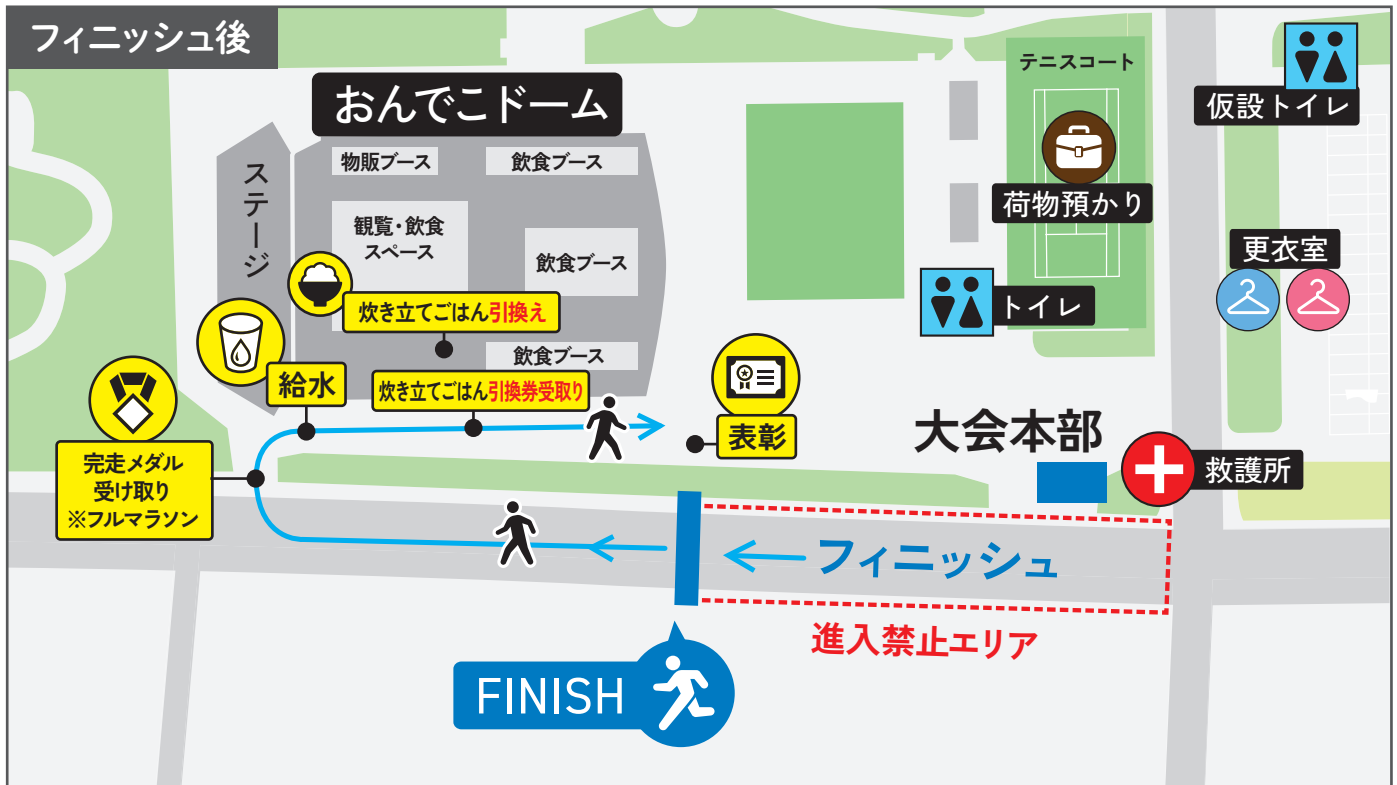 フィニッシュ後
おんでこドーム
ステージ
物販ブース
飲食ブース
観覧・飲食
スペース
飲食ブース
炊き立てごはん引換え
飲食ブース
給水
炊き立てごはん引換券受取り
完走メダル
受け取り
※フルマラソン
表彰
テニスコート
荷物預かり
トイレ
仮設トイレ
更衣室
大会本部
救護所
フィニッシュ
進入禁止エリア
FINISH